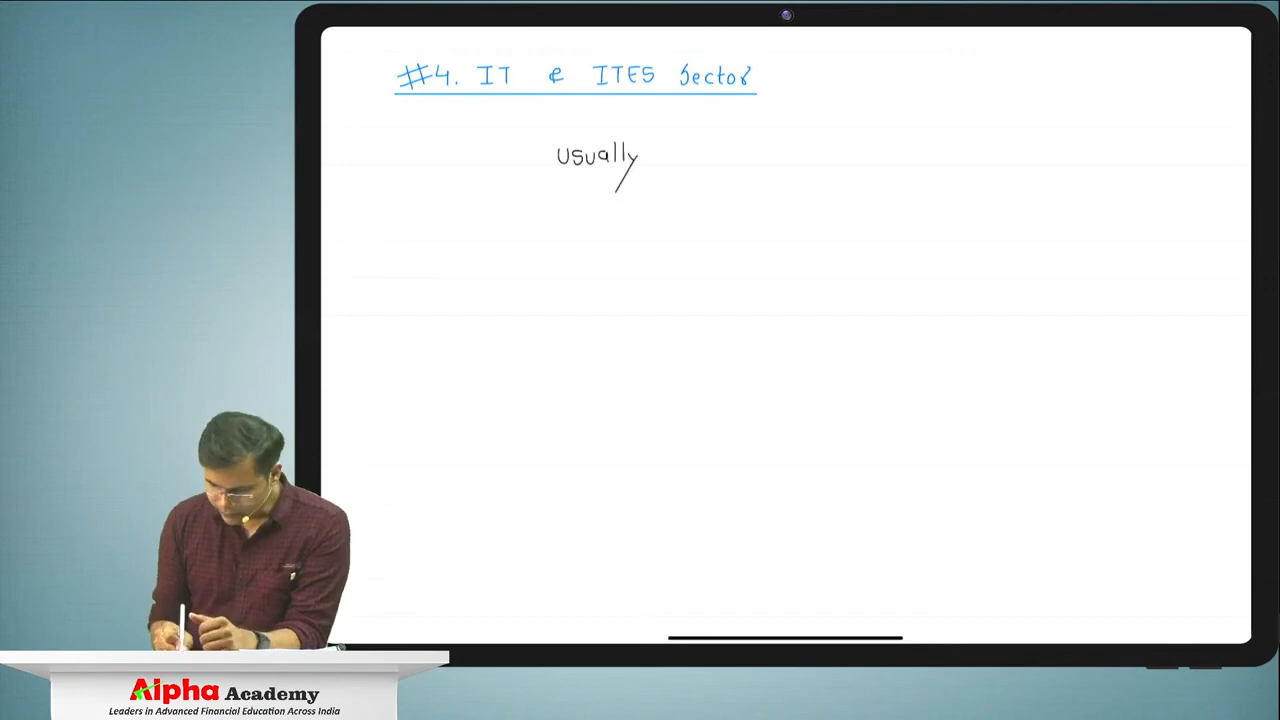 #4. IT & ITES Sector
usually
Alpha Academy
Leaders in Advanced Financial Education Across India